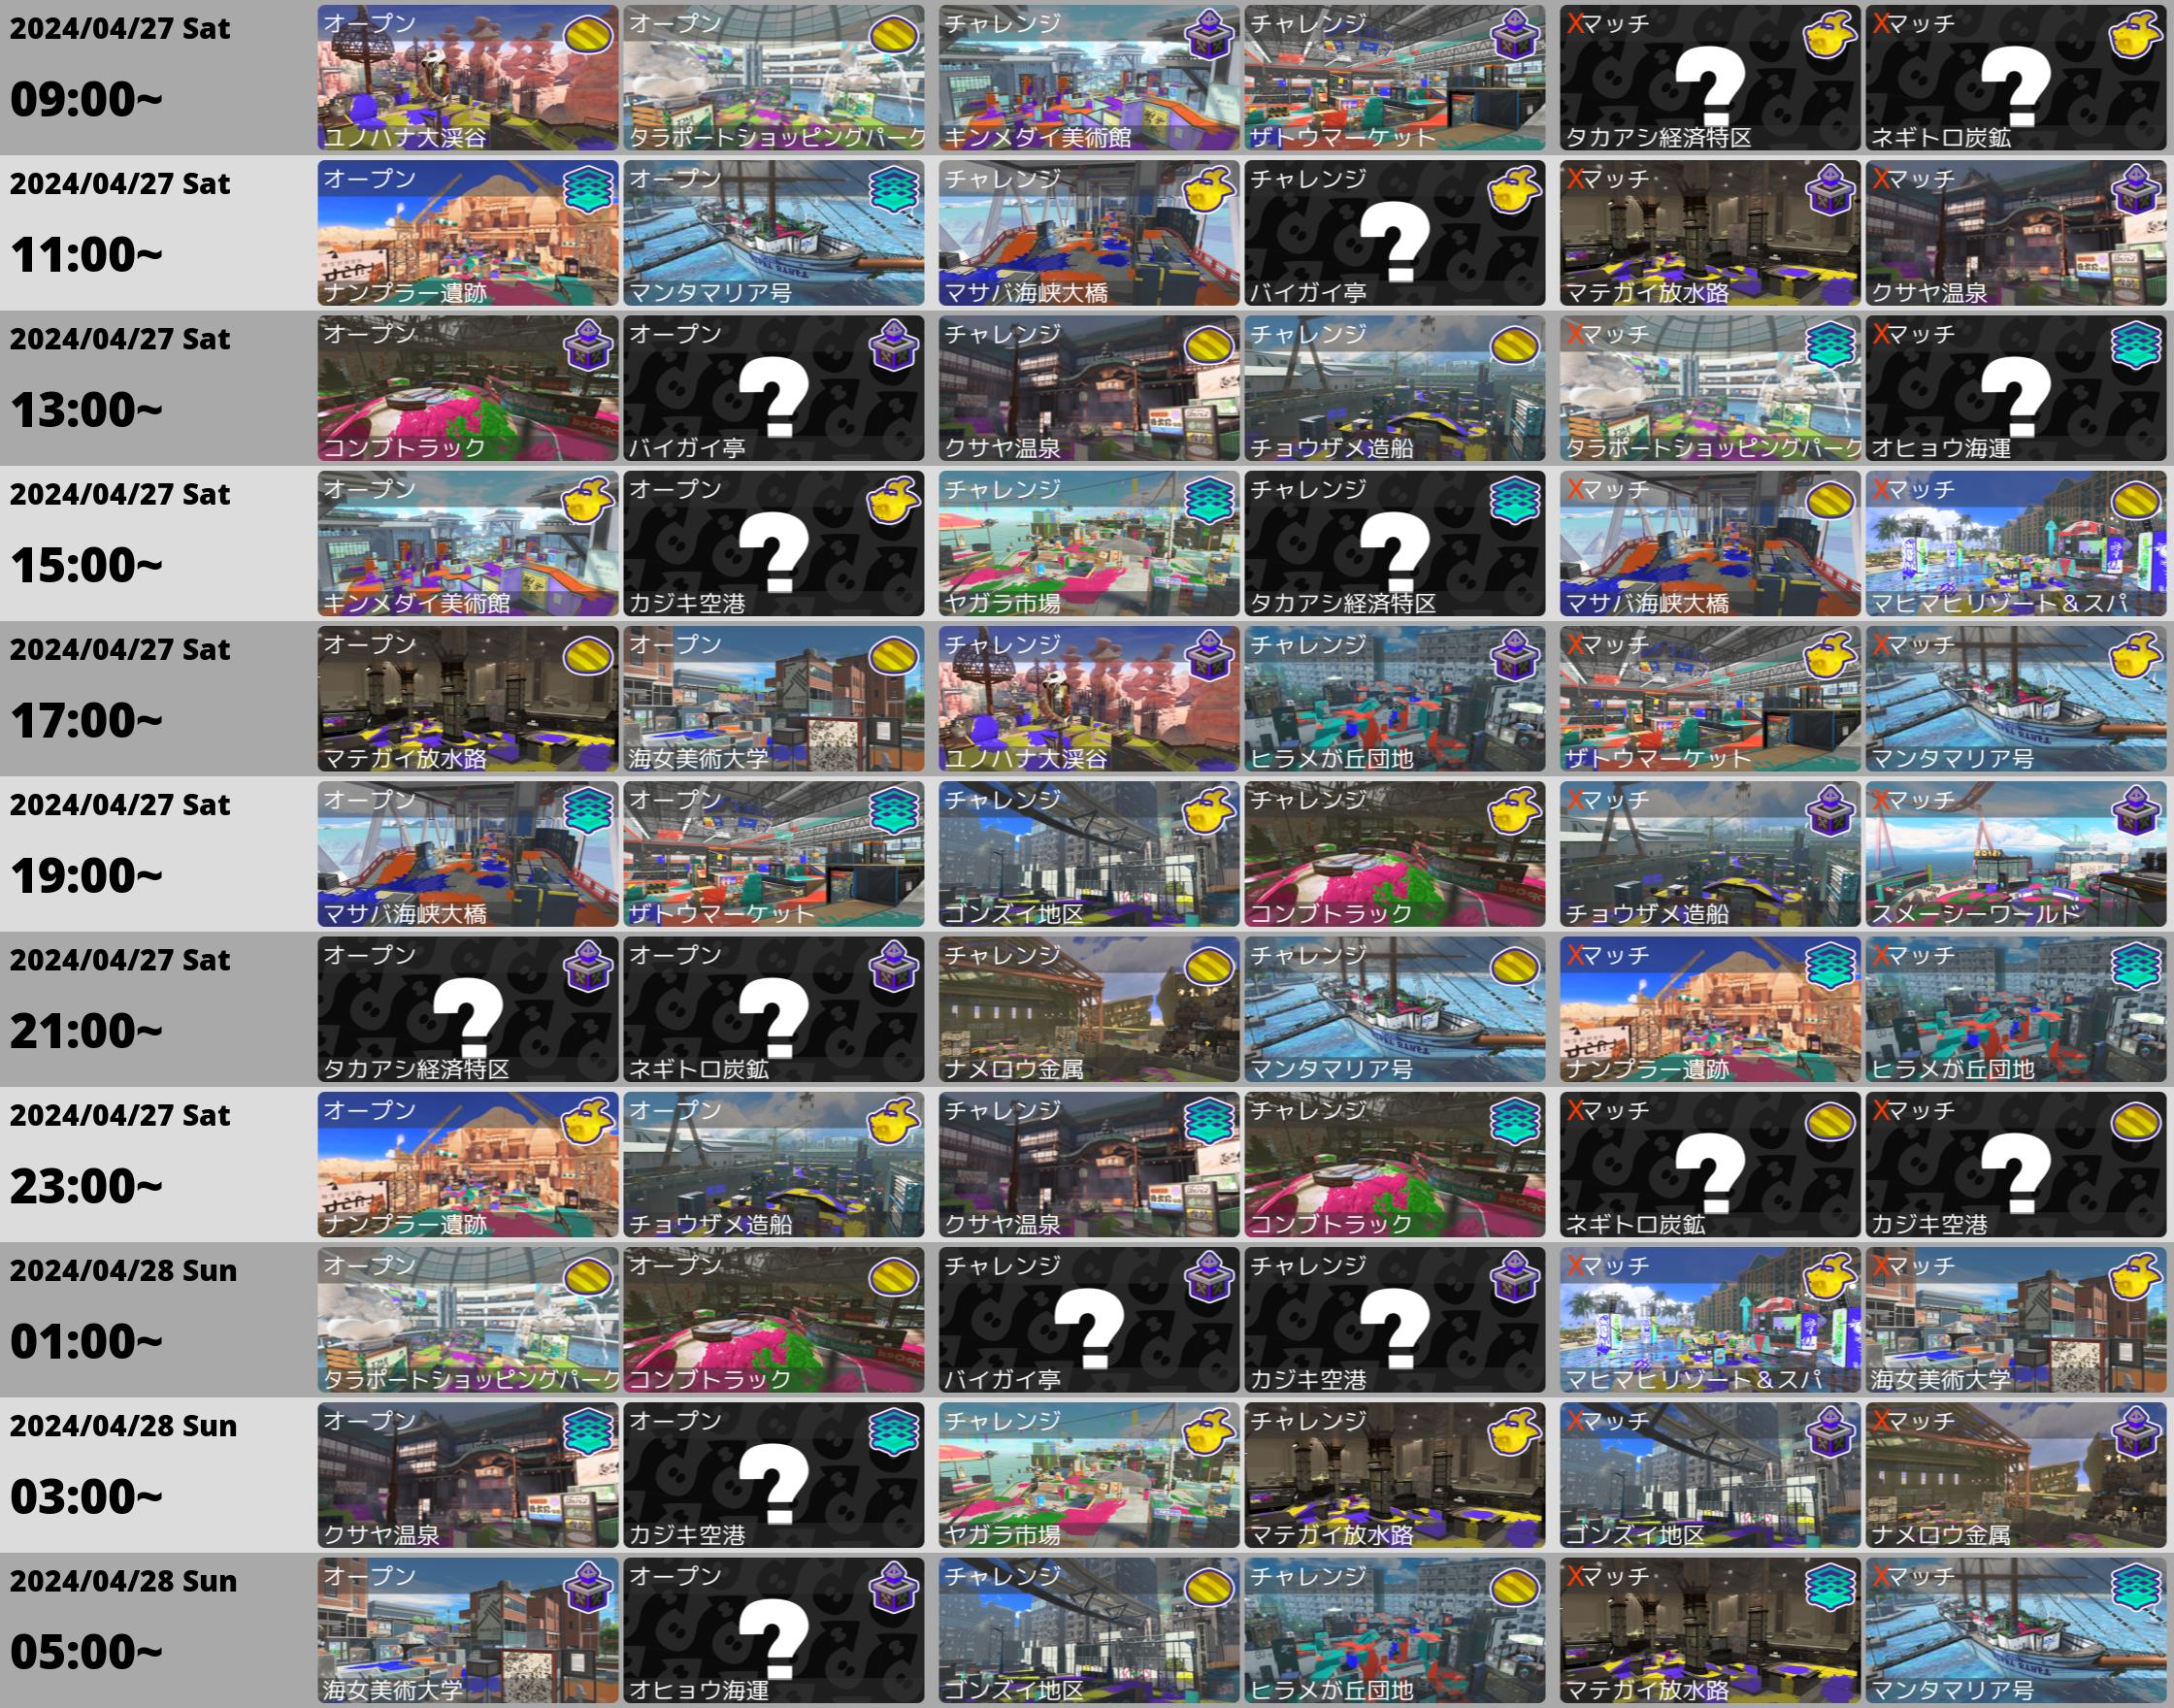 2024/04/27 Sat
09:00~
オープン
ユノハナ大渓谷
オープン
タラポートショッピングパーク
チャレンジ
キンメダイ美術館
チャレンジ
ザトウマーケット
Xマッチ
?
タカアシ経済特区
Xマッチ
?
ネギトロ炭鉱
2024/04/27 Sat
11:00~
オープン
ナンプラー遺跡
オープン
マンタマリア号
チャレンジ
マサバ海峡大橋
チャレンジ
?
バイガイ亭
Xマッチ
マテガイ放水路
Xマッチ
クサヤ温泉
2024/04/27 Sat
13:00~
オープン
コンブトラック
オープン
?
バイガイ亭
チャレンジ
クサヤ温泉
チャレンジ
チョウザメ造船
Xマッチ
タラポートショッピングパーク
Xマッチ
?
オヒョウ海運
2024/04/27 Sat
15:00~
オープン
キンメダイ美術館
オープン
?
カジキ空港
チャレンジ
ヤガラ市場
チャレンジ
?
タカアシ経済特区
Xマッチ
マサバ海峡大橋
Xマッチ
マヒマヒリゾート&スパ
2024/04/27 Sat
17:00~
オープン
マテガイ放水路
オープン
海女美術大学
チャレンジ
ユノハナ大渓谷
チャレンジ
ヒラメが丘団地
Xマッチ
ザトウマーケット
Xマッチ
マンタマリア号
2024/04/27 Sat
19:00~
オープン
マサバ海峡大橋
オープン
ザトウマーケット
チャレンジ
ゴンズイ地区
チャレンジ
コンブトラック
Xマッチ
チョウザメ造船
Xマッチ
スメーシーワールド
2024/04/27 Sat
21:00~
オープン
?
タカアシ経済特区
オープン
?
ネギトロ炭鉱
チャレンジ
ナメロウ金属
チャレンジ
マンタマリア号
Xマッチ
ナンプラー遺跡
Xマッチ
ヒラメが丘団地
2024/04/27 Sat
23:00~
オープン
ナンプラー遺跡
オープン
チョウザメ造船
チャレンジ
クサヤ温泉
チャレンジ
コンブトラック
Xマッチ
?
ネギトロ炭鉱
Xマッチ
?
カジキ空港
2024/04/28 Sun
01:00~
オープン
タラポートショッピングパーク
オープン
コンブトラック
チャレンジ
?
バイガイ亭
チャレンジ
?
カジキ空港
Xマッチ
マヒマヒリゾート&スパ
Xマッチ
海女美術大学
2024/04/28 Sun
03:00~
オープン
クサヤ温泉
オープン
?
カジキ空港
チャレンジ
ヤガラ市場
チャレンジ
マテガイ放水路
Xマッチ
ゴンズイ地区
Xマッチ
ナメロウ金属
2024/04/28 Sun
05:00~
オープン
海女美術大学
オープン
?
オヒョウ海運
チャレンジ
ゴンズイ地区
チャレンジ
ヒラメが丘団地
Xマッチ
マテガイ放水路
Xマッチ
マンタマリア号